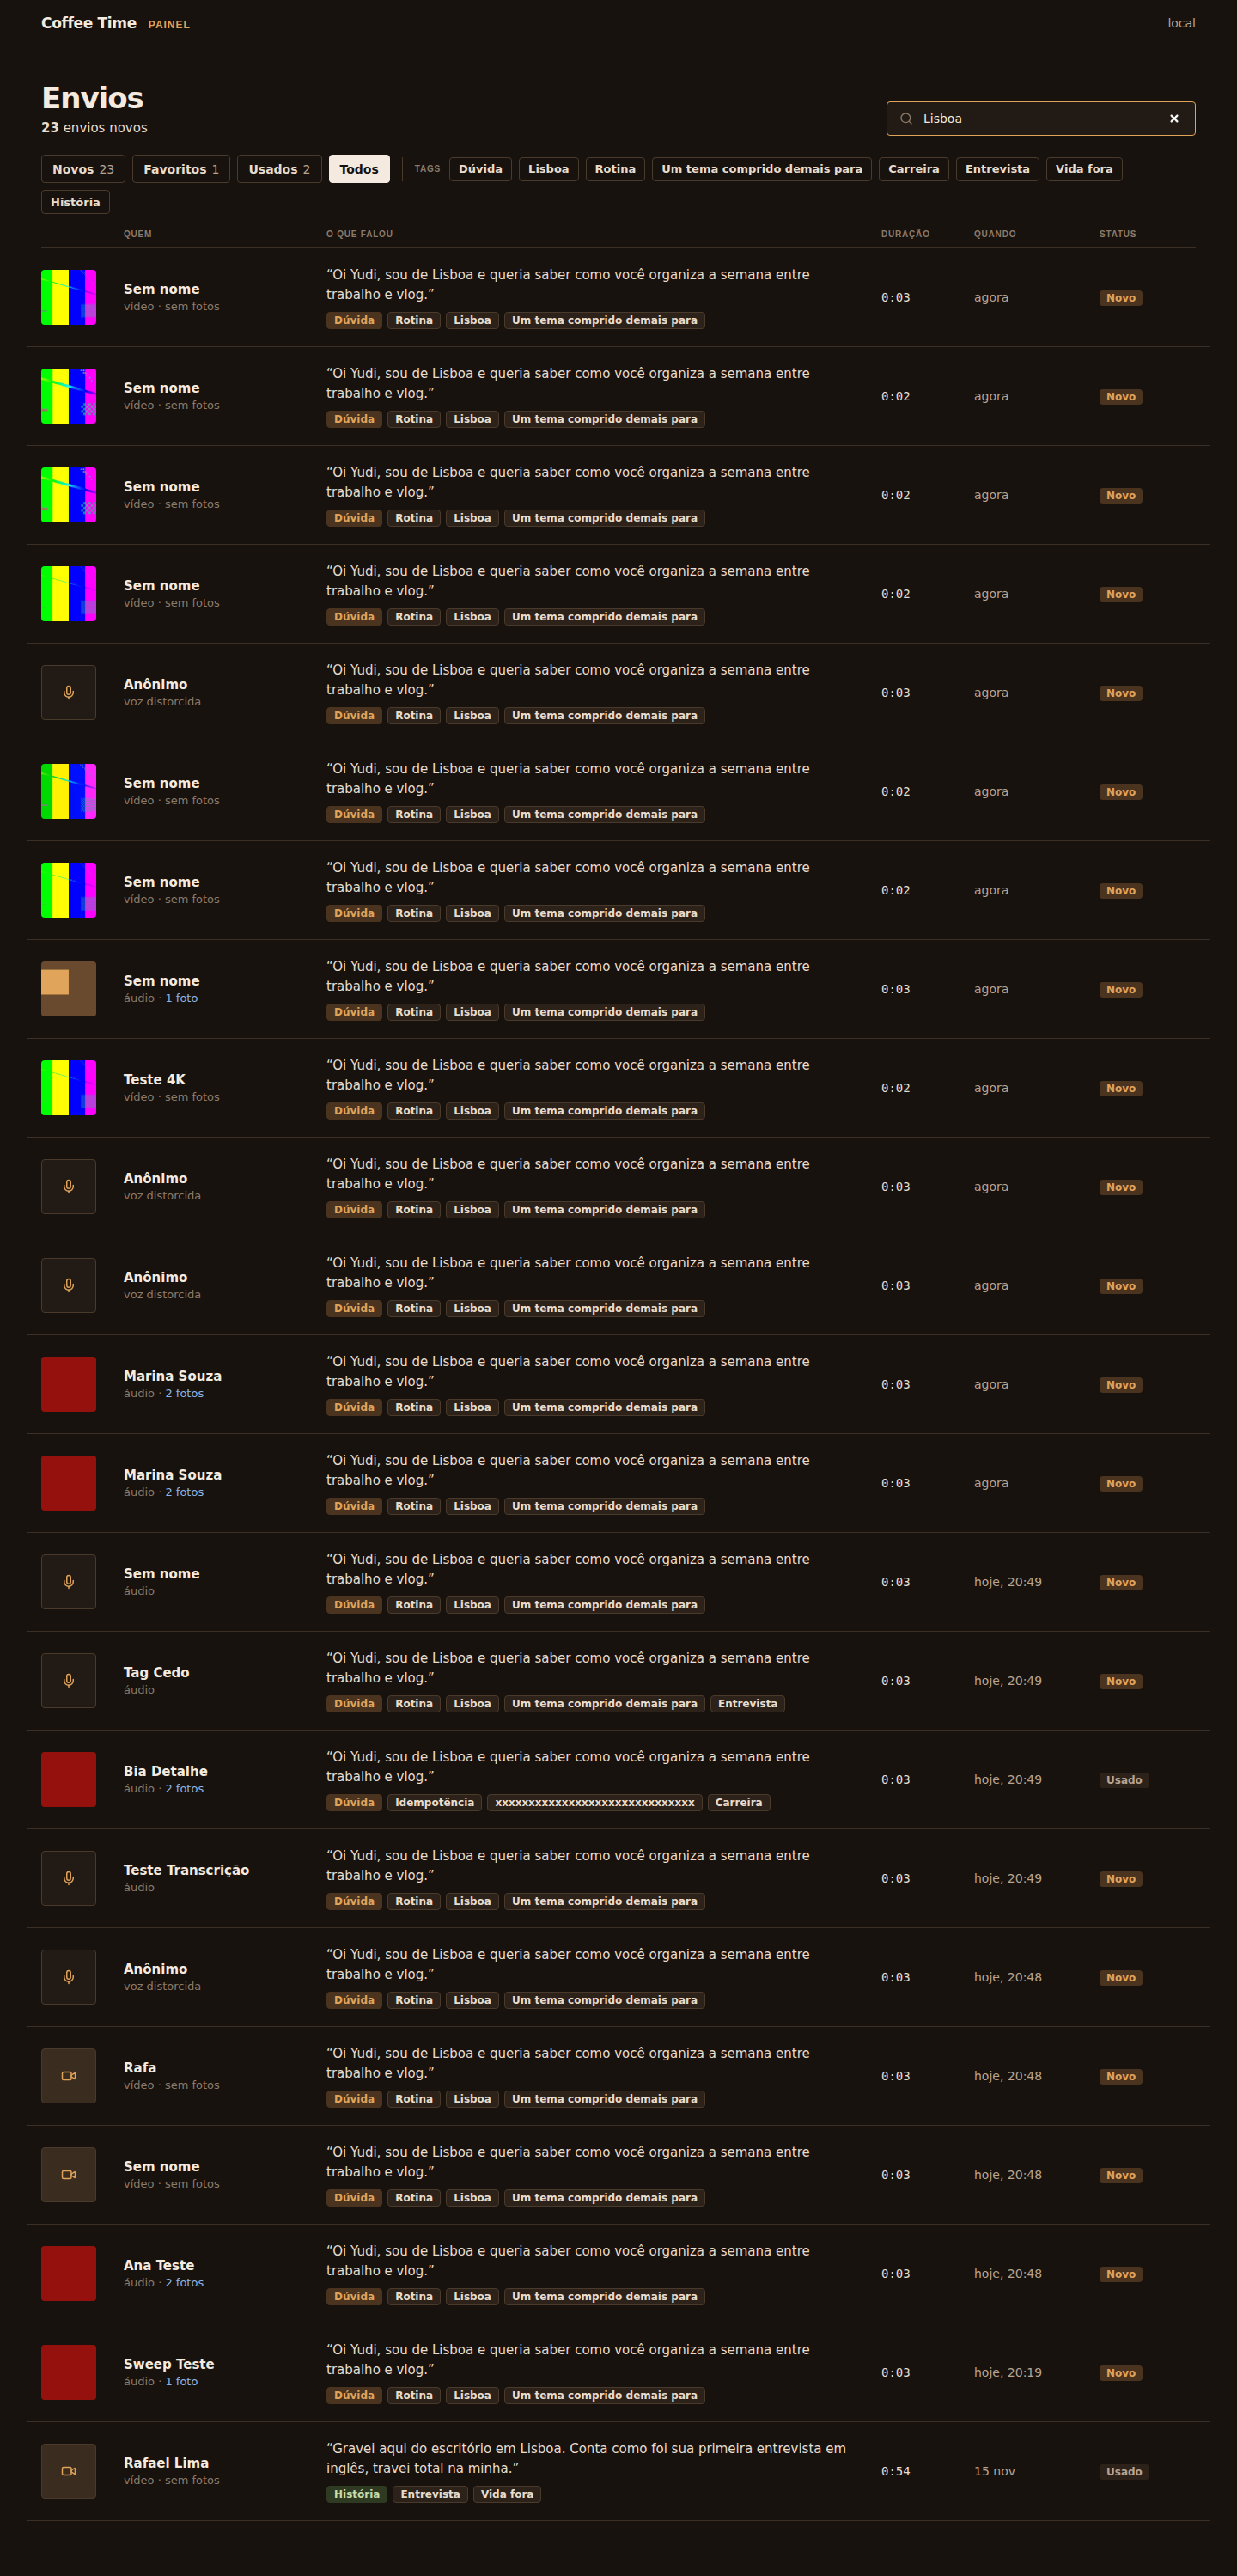 Coffee Time PAINEL local
Envios
23 envios novos
Lisboa
Novos 23 Favoritos 1 Usados 2 Todos TAGS Dúvida Lisboa Rotina Um tema comprido demais para Carreira Entrevista Vida fora
História
QUEM O QUE FALOU DURAÇÃO QUANDO STATUS
Sem nome
vídeo · sem fotos
“Oi Yudi, sou de Lisboa e queria saber como você organiza a semana entre
trabalho e vlog.”
Dúvida Rotina Lisboa Um tema comprido demais para
0:03 agora Novo
Sem nome
vídeo · sem fotos
“Oi Yudi, sou de Lisboa e queria saber como você organiza a semana entre
trabalho e vlog.”
Dúvida Rotina Lisboa Um tema comprido demais para
0:02 agora Novo
Sem nome
vídeo · sem fotos
“Oi Yudi, sou de Lisboa e queria saber como você organiza a semana entre
trabalho e vlog.”
Dúvida Rotina Lisboa Um tema comprido demais para
0:02 agora Novo
Sem nome
vídeo · sem fotos
“Oi Yudi, sou de Lisboa e queria saber como você organiza a semana entre
trabalho e vlog.”
Dúvida Rotina Lisboa Um tema comprido demais para
0:02 agora Novo
Anônimo
voz distorcida
“Oi Yudi, sou de Lisboa e queria saber como você organiza a semana entre
trabalho e vlog.”
Dúvida Rotina Lisboa Um tema comprido demais para
0:03 agora Novo
Sem nome
vídeo · sem fotos
“Oi Yudi, sou de Lisboa e queria saber como você organiza a semana entre
trabalho e vlog.”
Dúvida Rotina Lisboa Um tema comprido demais para
0:02 agora Novo
Sem nome
vídeo · sem fotos
“Oi Yudi, sou de Lisboa e queria saber como você organiza a semana entre
trabalho e vlog.”
Dúvida Rotina Lisboa Um tema comprido demais para
0:02 agora Novo
Sem nome
áudio · 1 foto
“Oi Yudi, sou de Lisboa e queria saber como você organiza a semana entre
trabalho e vlog.”
Dúvida Rotina Lisboa Um tema comprido demais para
0:03 agora Novo
Teste 4K
vídeo · sem fotos
“Oi Yudi, sou de Lisboa e queria saber como você organiza a semana entre
trabalho e vlog.”
Dúvida Rotina Lisboa Um tema comprido demais para
0:02 agora Novo
Anônimo
voz distorcida
“Oi Yudi, sou de Lisboa e queria saber como você organiza a semana entre
trabalho e vlog.”
Dúvida Rotina Lisboa Um tema comprido demais para
0:03 agora Novo
Anônimo
voz distorcida
“Oi Yudi, sou de Lisboa e queria saber como você organiza a semana entre
trabalho e vlog.”
Dúvida Rotina Lisboa Um tema comprido demais para
0:03 agora Novo
Marina Souza
áudio · 2 fotos
“Oi Yudi, sou de Lisboa e queria saber como você organiza a semana entre
trabalho e vlog.”
Dúvida Rotina Lisboa Um tema comprido demais para
0:03 agora Novo
Marina Souza
áudio · 2 fotos
“Oi Yudi, sou de Lisboa e queria saber como você organiza a semana entre
trabalho e vlog.”
Dúvida Rotina Lisboa Um tema comprido demais para
0:03 agora Novo
Sem nome
áudio
“Oi Yudi, sou de Lisboa e queria saber como você organiza a semana entre
trabalho e vlog.”
Dúvida Rotina Lisboa Um tema comprido demais para
0:03 hoje, 20:49 Novo
Tag Cedo
áudio
“Oi Yudi, sou de Lisboa e queria saber como você organiza a semana entre
trabalho e vlog.”
Dúvida Rotina Lisboa Um tema comprido demais para Entrevista
0:03 hoje, 20:49 Novo
Bia Detalhe
áudio · 2 fotos
“Oi Yudi, sou de Lisboa e queria saber como você organiza a semana entre
trabalho e vlog.”
Dúvida Idempotência xxxxxxxxxxxxxxxxxxxxxxxxxxxxxx Carreira
0:03 hoje, 20:49 Usado
Teste Transcrição
áudio
“Oi Yudi, sou de Lisboa e queria saber como você organiza a semana entre
trabalho e vlog.”
Dúvida Rotina Lisboa Um tema comprido demais para
0:03 hoje, 20:49 Novo
Anônimo
voz distorcida
“Oi Yudi, sou de Lisboa e queria saber como você organiza a semana entre
trabalho e vlog.”
Dúvida Rotina Lisboa Um tema comprido demais para
0:03 hoje, 20:48 Novo
Rafa
vídeo · sem fotos
“Oi Yudi, sou de Lisboa e queria saber como você organiza a semana entre
trabalho e vlog.”
Dúvida Rotina Lisboa Um tema comprido demais para
0:03 hoje, 20:48 Novo
Sem nome
vídeo · sem fotos
“Oi Yudi, sou de Lisboa e queria saber como você organiza a semana entre
trabalho e vlog.”
Dúvida Rotina Lisboa Um tema comprido demais para
0:03 hoje, 20:48 Novo
Ana Teste
áudio · 2 fotos
“Oi Yudi, sou de Lisboa e queria saber como você organiza a semana entre
trabalho e vlog.”
Dúvida Rotina Lisboa Um tema comprido demais para
0:03 hoje, 20:48 Novo
Sweep Teste
áudio · 1 foto
“Oi Yudi, sou de Lisboa e queria saber como você organiza a semana entre
trabalho e vlog.”
Dúvida Rotina Lisboa Um tema comprido demais para
0:03 hoje, 20:19 Novo
Rafael Lima
vídeo · sem fotos
“Gravei aqui do escritório em Lisboa. Conta como foi sua primeira entrevista em
inglês, travei total na minha.”
História Entrevista Vida fora
0:54 15 nov Usado